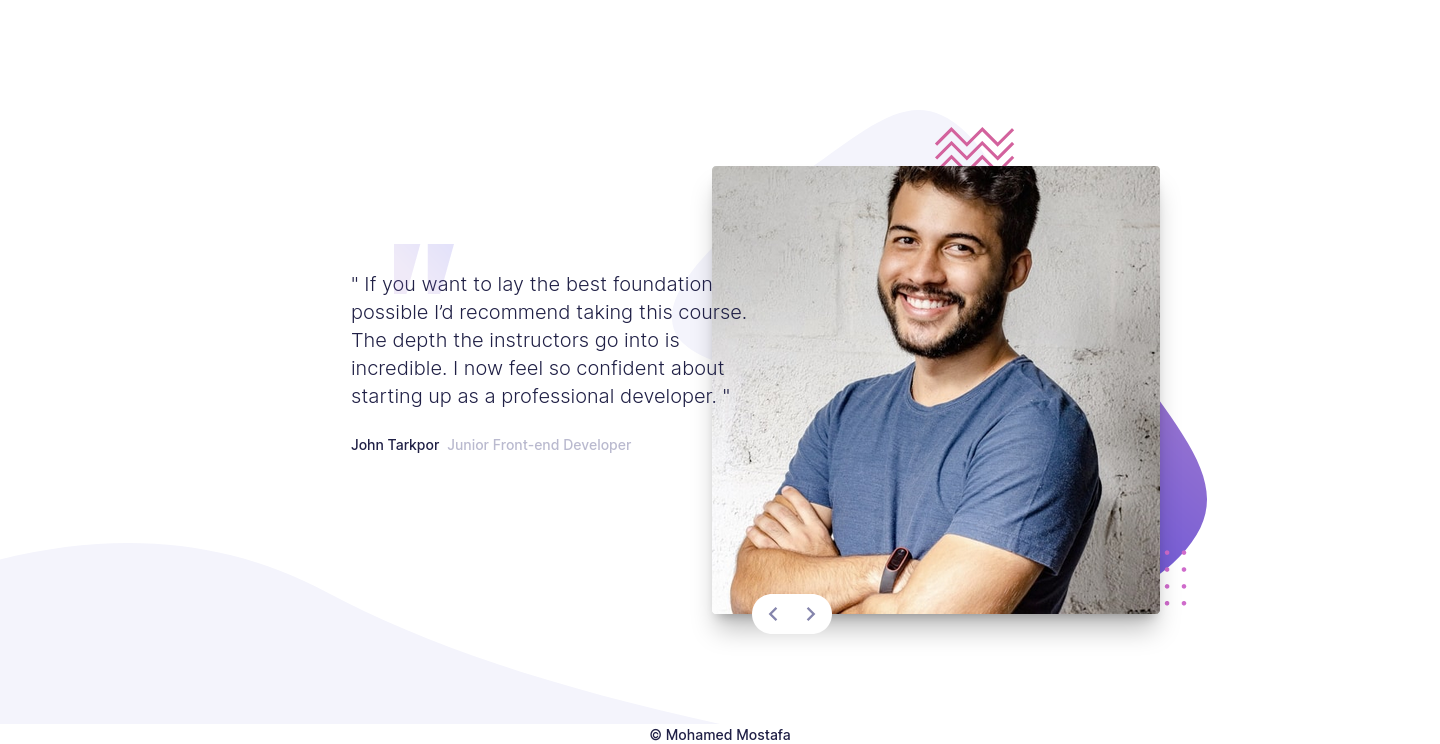 " If you want to lay the best foundation
possible I’d recommend taking this course.
The depth the instructors go into is
incredible. I now feel so confident about
starting up as a professional developer. "
John Tarkpor Junior Front-end Developer
© Mohamed Mostafa